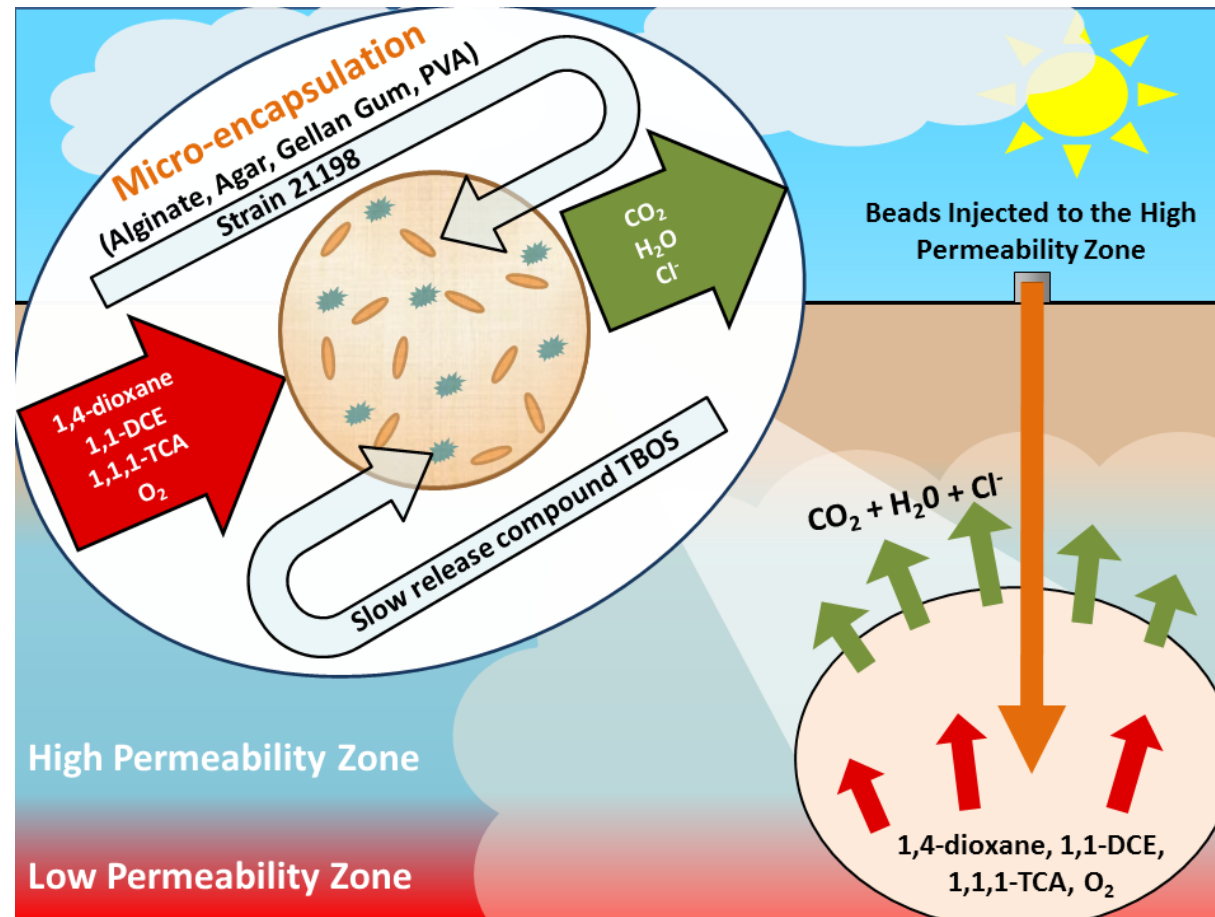 Micro-encapsulation
(Alginate, Agar, Gellan Gum, PVA)
Strain 21198
CO₂
H₂O
Cl⁻
1,4-dioxane
1,1-DCE
1,1,1-TCA
O₂
Slow release compound TBOS
Beads Injected to the High
Permeability Zone
CO₂ + H₂0 + Cl⁻
1,4-dioxane, 1,1-DCE,
1,1,1-TCA, O₂
High Permeability Zone
Low Permeability Zone